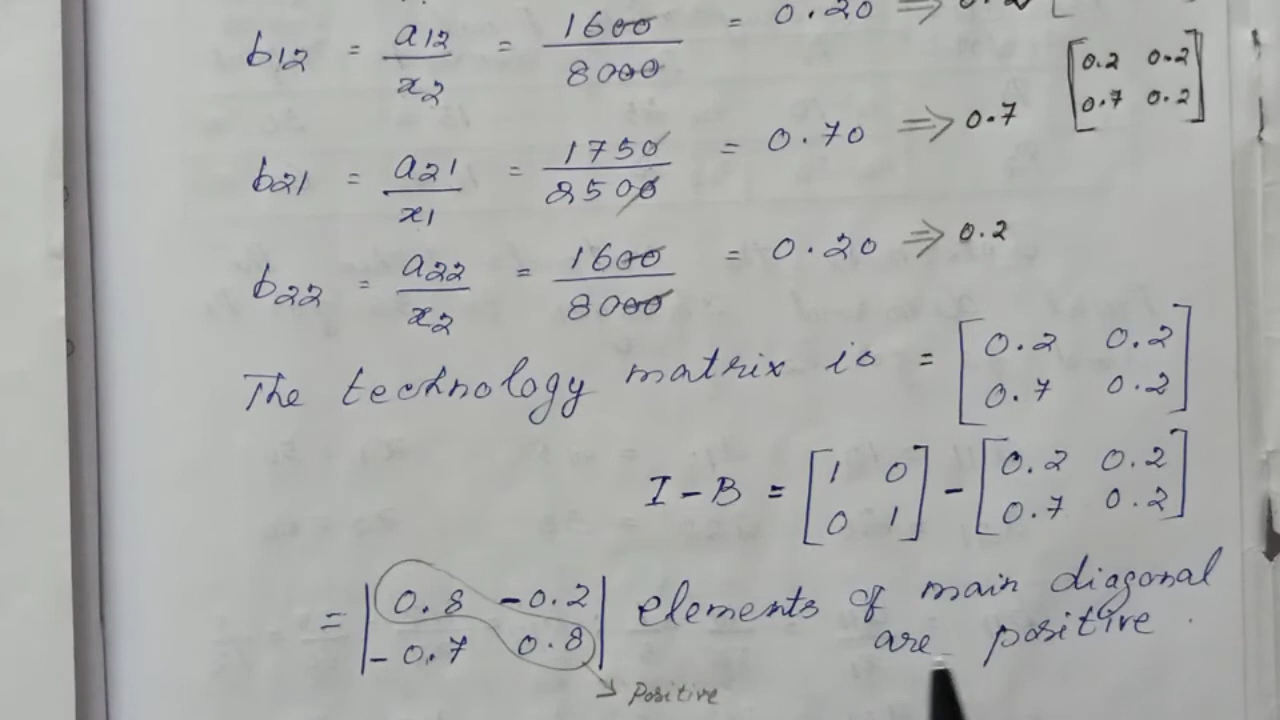 b12 = a12/x2 = 1600/8000 = 0.20 ⇒
[0.2 0.2
0.7 0.2]
b21 = a21/x1 = 1750/2500 = 0.70 ⇒ 0.7
b22 = a22/x2 = 1600/8000 = 0.20 ⇒ 0.2
The technology matrix is = [0.2 0.2
0.7 0.2]
I - B = [1 0
0 1] - [0.2 0.2
0.7 0.2]
= |0.8 -0.2
-0.7 0.8| elements of main diagonal
are positive.
→ Positive